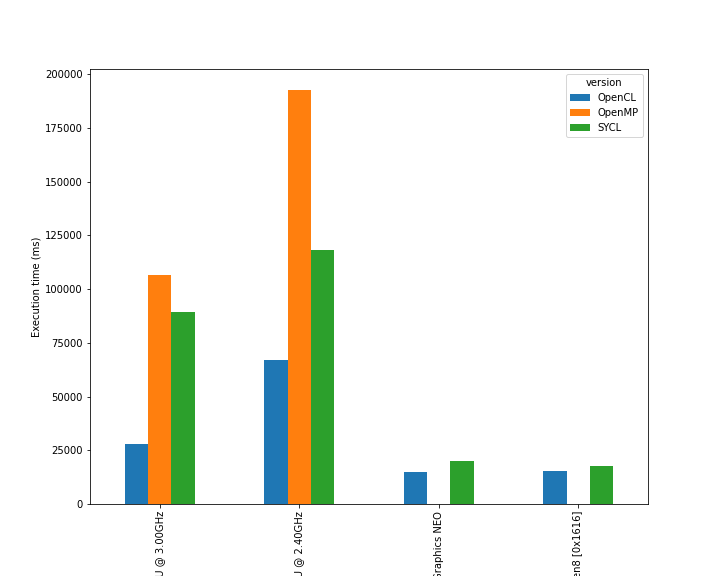 200000
175000
150000
125000
100000
75000
50000
25000
0
Execution time (ms)
version
OpenCL
OpenMP
SYCL
U @ 3.00GHz
U @ 2.40GHz
Graphics NEO
en8 [0x1616]